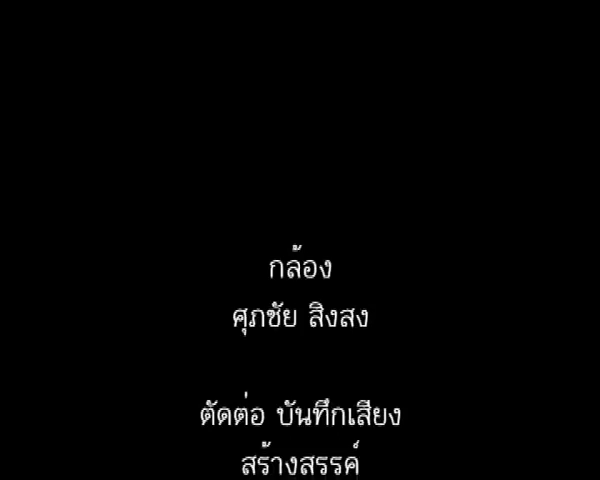 กล้อง
ศุภชัย สิงสง
ตัดต่อ บันทึกเสียง
สร้างสรรค์